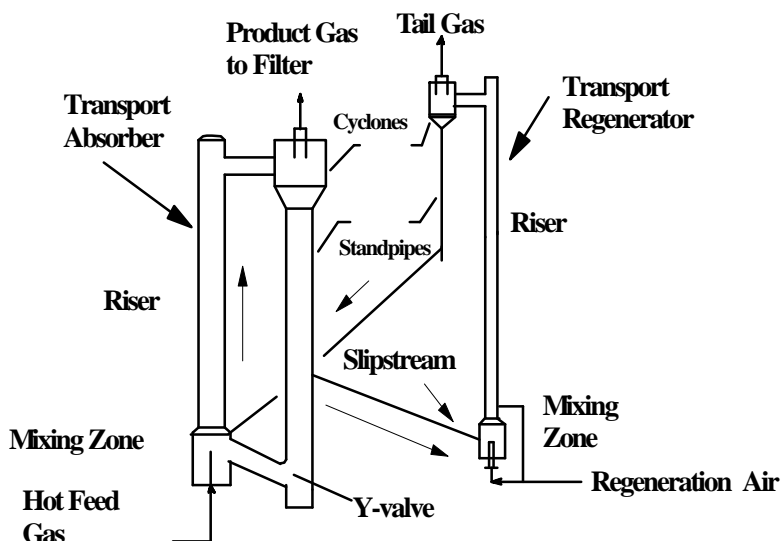 Product Gas
to Filter
Tail Gas
Transport
Absorber
Cyclones
Transport
Regenerator
Riser
Standpipes
Riser
Slipstream
Mixing Zone
Mixing
Zone
Hot Feed
Gas
Y-valve
Regeneration Air